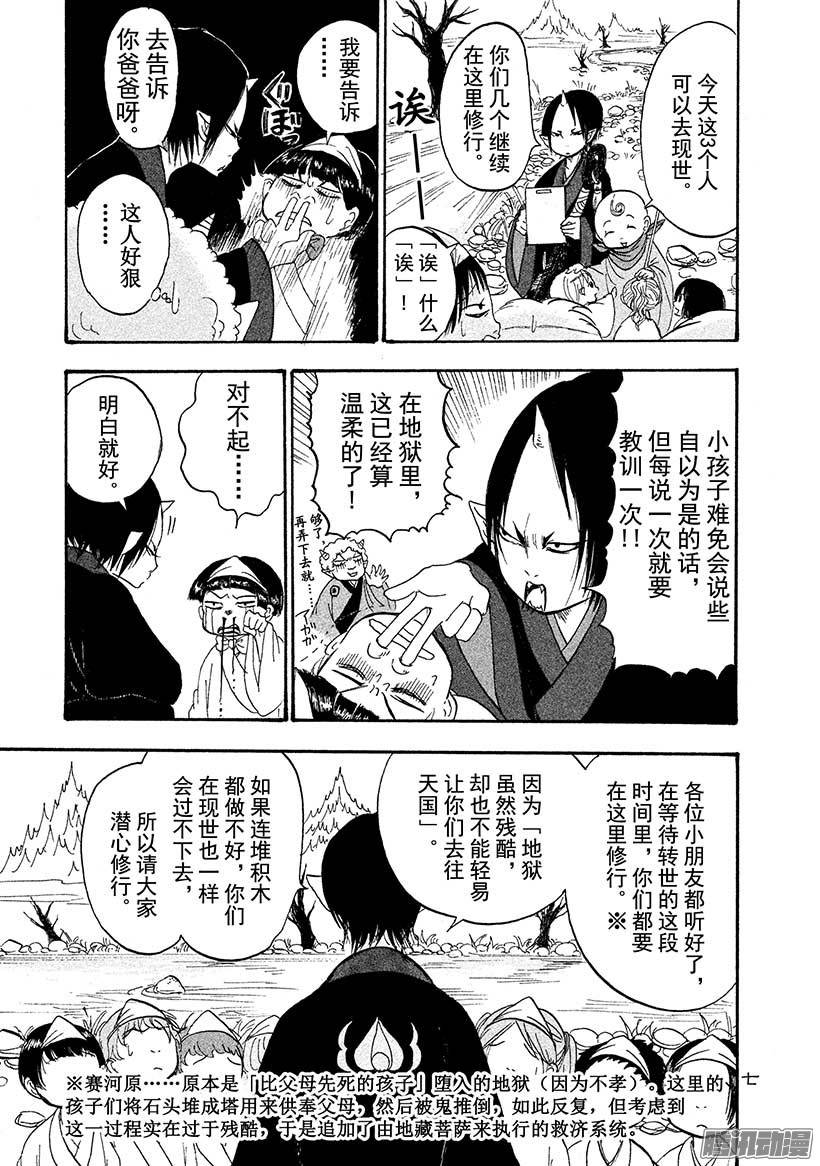 今天这3个人
可以去现世。
你们几个继续
在这里修行。
诶——
「诶」什么
「诶」！
我要告诉
……
去告诉
你爸爸呀。
ぐぼっ
这人好狠
……
小孩子难免会说些
自以为是的话，
但每说一次就要
教训一次!!
在地狱里，
这已经算
温柔的了！
够了
再弄下去就……
アガガ
对不起……
明白就好。
各位小朋友都听好了，
在等待转世的这段
时间里，你们都要
在这里修行。※
因为「地狱
虽然残酷，
却也不能轻易
让你们去往
天国」。
如果连堆积木
都做不好，你们
在现世也一样
会过不下去，
所以请大家
潜心修行。
※赛河原……原本是「比父母先死的孩子」堕入的地狱（因为不孝）。这里的
孩子们将石头堆成塔用来供奉父母，然后被鬼推倒，如此反复，但考虑到
这一过程实在过于残酷，于是追加了由地藏菩萨来执行的救济系统。
七
腾讯动漫